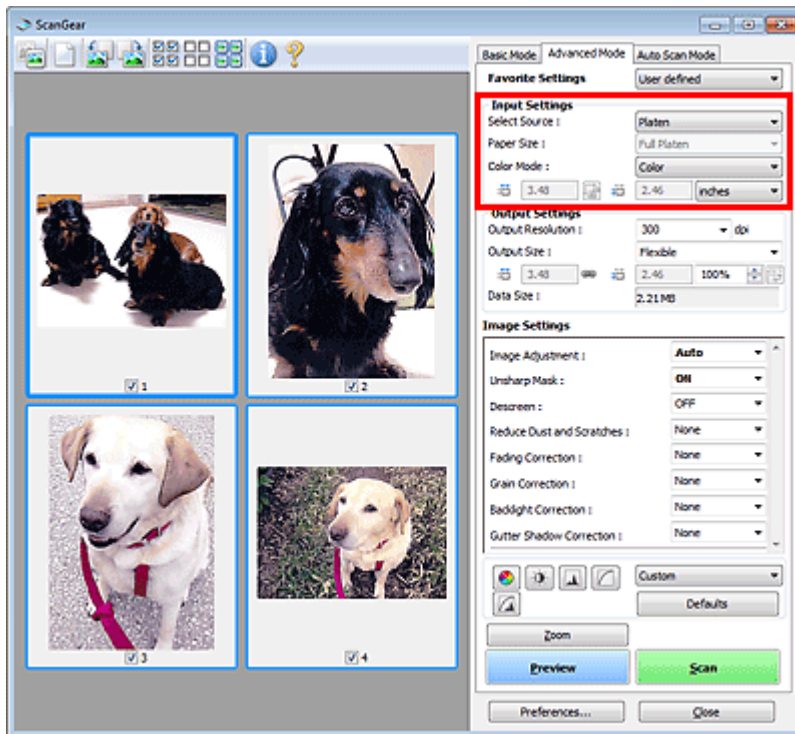 ScanGear
Basic Mode Advanced Mode Auto Scan Mode
Favorite Settings User defined
Input Settings
Select Source : Platen
Paper Size : Full Platen
Color Mode : Color
3.48 2.46 inches
Output Settings
Output Resolution : 300 dpi
Output Size : Flexible
3.48 2.46 100%
Data Size : 2.21MB
Image Settings
Image Adjustment : Auto
Unsharp Mask : ON
Descreen : OFF
Reduce Dust and Scratches : None
Fading Correction : None
Grain Correction : None
Backlight Correction : None
Gutter Shadow Correction : None
Custom
Defaults
Zoom
Preview Scan
Preferences... Close
1 2
3 4